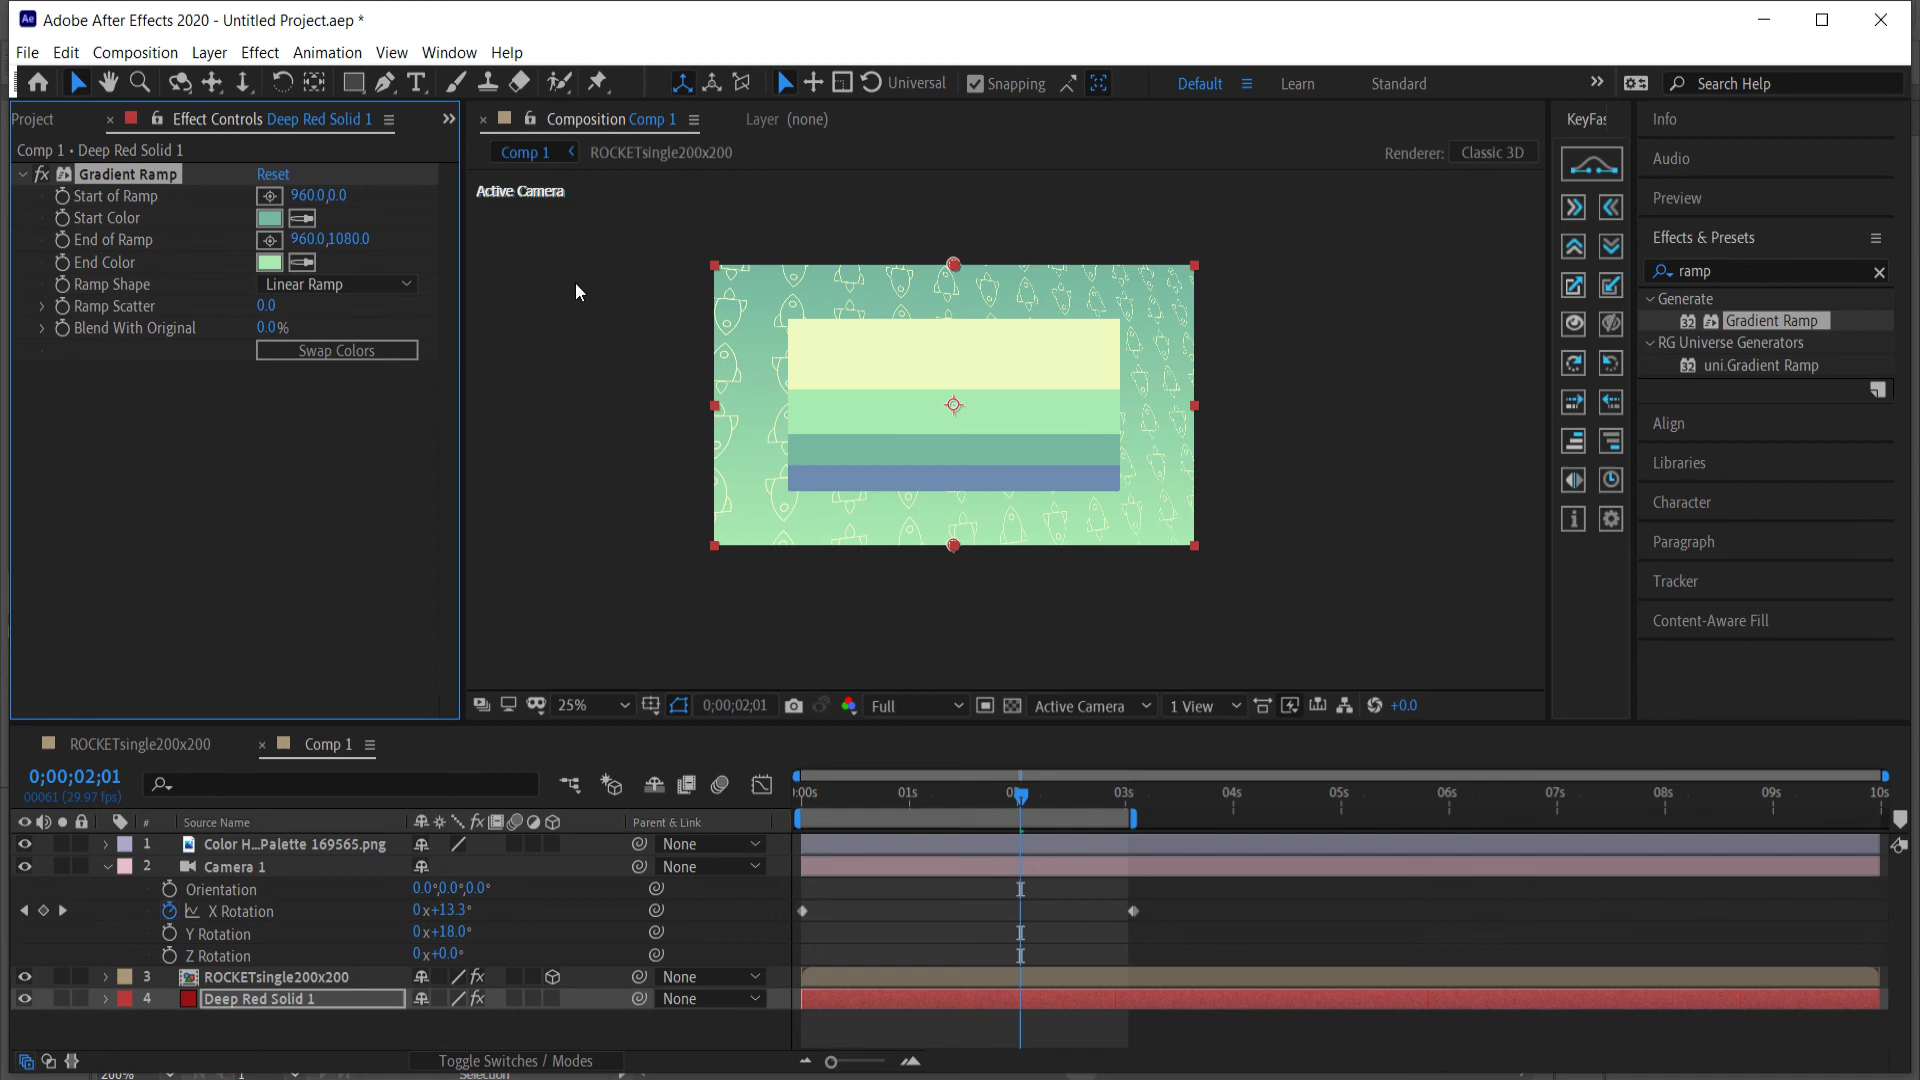 Adobe After Effects 2020 - Untitled Project.aep *
File Edit Composition Layer Effect Animation View Window Help
Universal Snapping Default Learn Standard Search Help
Project Effect Controls Deep Red Solid 1
Comp 1 • Deep Red Solid 1
fx Gradient Ramp Reset
Start of Ramp 960.0,0.0
Start Color
End of Ramp 960.0,1080.0
End Color
Ramp Shape Linear Ramp
Ramp Scatter 0.0
Blend With Original 0.0%
Swap Colors
Composition Comp 1 Layer (none)
Comp 1 ROCKETsingle200x200 Renderer: Classic 3D
Active Camera
25% 0;00;02;01 Full Active Camera 1 View +0.0
KeyFas
Info
Audio
Preview
Effects & Presets
ramp
Generate
32 Gradient Ramp
RG Universe Generators
32 uni.Gradient Ramp
Align
Libraries
Character
Paragraph
Tracker
Content-Aware Fill
ROCKETsingle200x200 Comp 1
0;00;02;01
00061 (29.97 fps)
:00s 01s 03s 04s 05s 06s 07s 08s 09s 10s
# Source Name fx Parent & Link
1 Color H...Palette 169565.png None
2 Camera 1 None
Orientation 0.0°,0.0°,0.0°
X Rotation 0x+13.3°
Y Rotation 0x+18.0°
Z Rotation 0x+0.0°
3 ROCKETsingle200x200 fx None
4 Deep Red Solid 1 fx None
Toggle Switches / Modes
200% 1 Selection